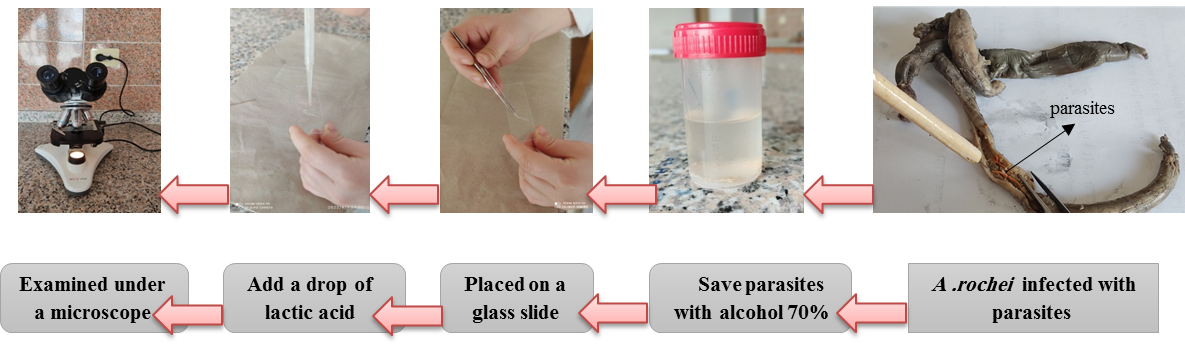 parasites
Examined under
a microscope
Add a drop of
lactic acid
Placed on a
glass slide
Save parasites
with alcohol 70%
A .rochei infected with
parasites